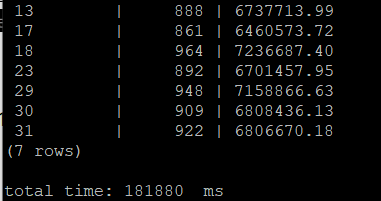 13 | 888 | 6737713.99
17 | 861 | 6460573.72
18 | 964 | 7236687.40
23 | 892 | 6701457.95
29 | 948 | 7158866.63
30 | 909 | 6808436.13
31 | 922 | 6806670.18
(7 rows)
total time: 181880 ms